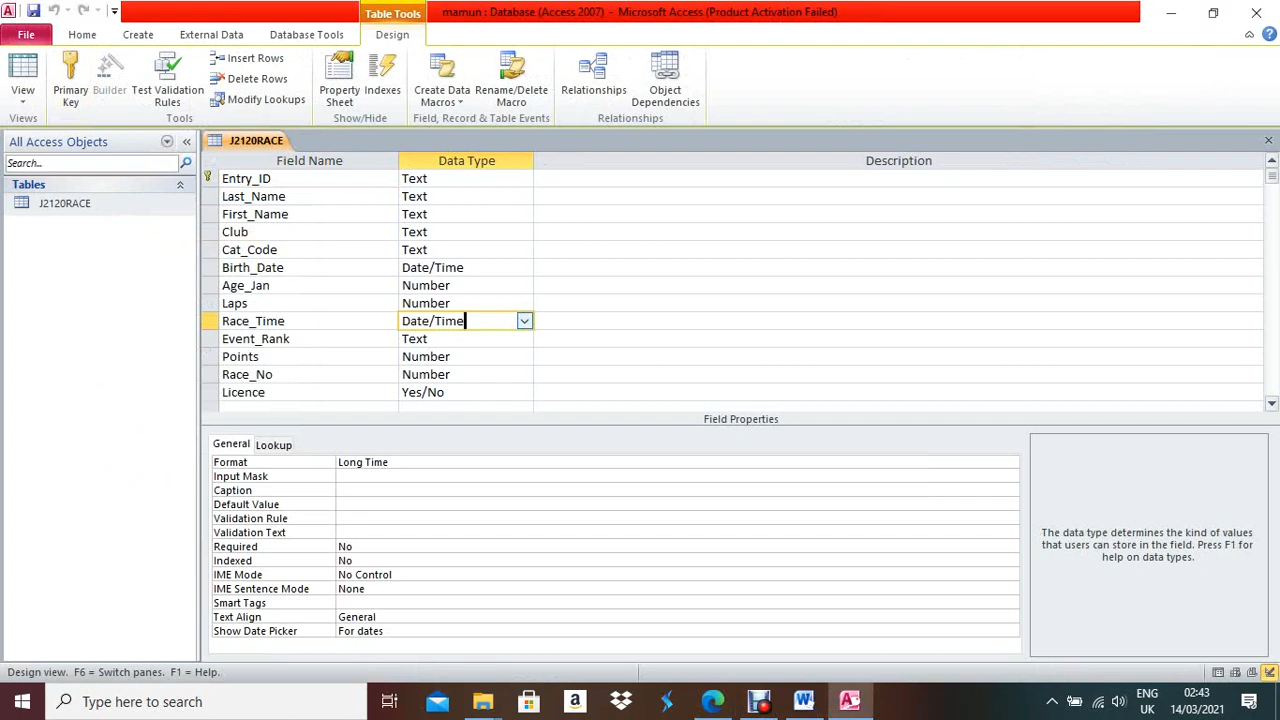 Table Tools
mamun : Database (Access 2007) - Microsoft Access (Product Activation Failed)
File Home Create External Data Database Tools Design
View
Primary Key
Builder
Test Validation Rules
Insert Rows
Delete Rows
Modify Lookups
Property Sheet
Indexes
Create Data Macros
Rename/Delete Macro
Relationships
Object Dependencies
Views Tools Show/Hide Field, Record & Table Events Relationships
All Access Objects
Search...
Tables
J2120RACE
J2120RACE
Field Name Data Type Description
Entry_ID Text
Last_Name Text
First_Name Text
Club Text
Cat_Code Text
Birth_Date Date/Time
Age_Jan Number
Laps Number
Race_Time Date/Time
Event_Rank Text
Points Number
Race_No Number
Licence Yes/No
Field Properties
General Lookup
Format Long Time
Input Mask
Caption
Default Value
Validation Rule
Validation Text
Required No
Indexed No
IME Mode No Control
IME Sentence Mode None
Smart Tags
Text Align General
Show Date Picker For dates
The data type determines the kind of values
that users can store in the field. Press F1 for
help on data types.
Design view. F6 = Switch panes. F1 = Help.
Type here to search
ENG
UK
02:43
14/03/2021